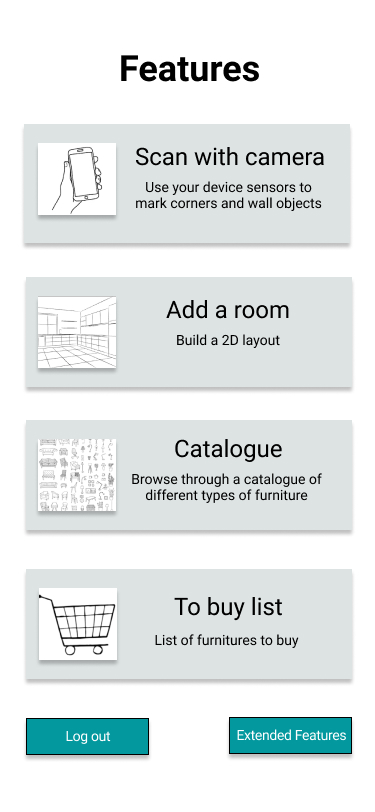 Features
Scan with camera
Use your device sensors to
mark corners and wall objects
Add a room
Build a 2D layout
Catalogue
Browse through a catalogue of
different types of furniture
To buy list
List of furnitures to buy
Log out
Extended Features